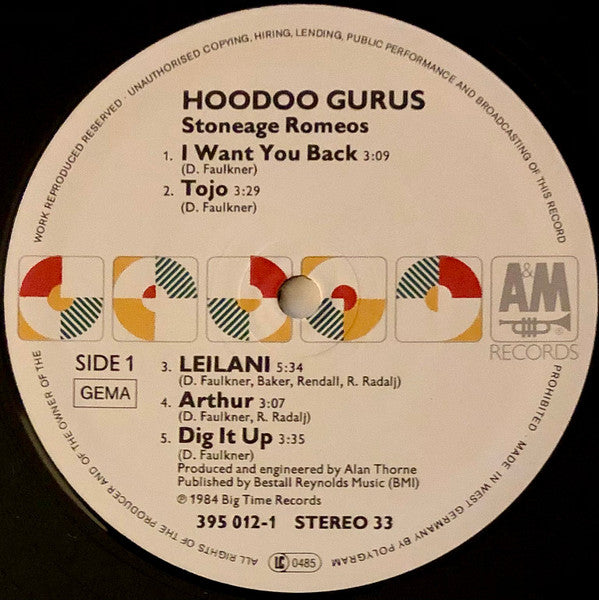 WORK REPRODUCED RESERVED · UNAUTHORISED COPYING, HIRING, LENDING, PUBLIC PERFORMANCE AND BROADCASTING OF THIS RECORD PROHIBITED · MADE IN WEST GERMANY BY POLYGRAM
HOODOO GURUS
Stoneage Romeos
1. I Want You Back 3:09
(D. Faulkner)
2. Tojo 3:29
(D. Faulkner)
A&M
RECORDS
SIDE 1
GEMA
3. LEILANI 5:34
(D. Faulkner, Baker, Rendall, R. Radalj)
4. Arthur 3:07
(D. Faulkner, R. Radalj)
5. Dig It Up 3:35
(D. Faulkner)
Produced and engineered by Alan Thorne
Published by Bestall Reynolds Music (BMI)
℗ 1984 Big Time Records
395 012-1 STEREO 33
LC 0485
ALL RIGHTS OF THE PRODUCER AND OF THE OWNER OF THE